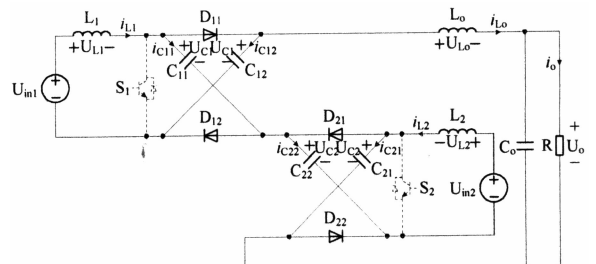 L1 iL1 D11 Lo iLo
+UL1− iC11 +UC1 UC1+ iC12 +ULo−
C11 − − C12 io
Uin1 + − S1
D12 D21 iL2 L2
iC22 +UC2 UC2+ iC21 −UL2+ Co R + Uo −
C22 − − C21 S2 Uin2 + −
D22